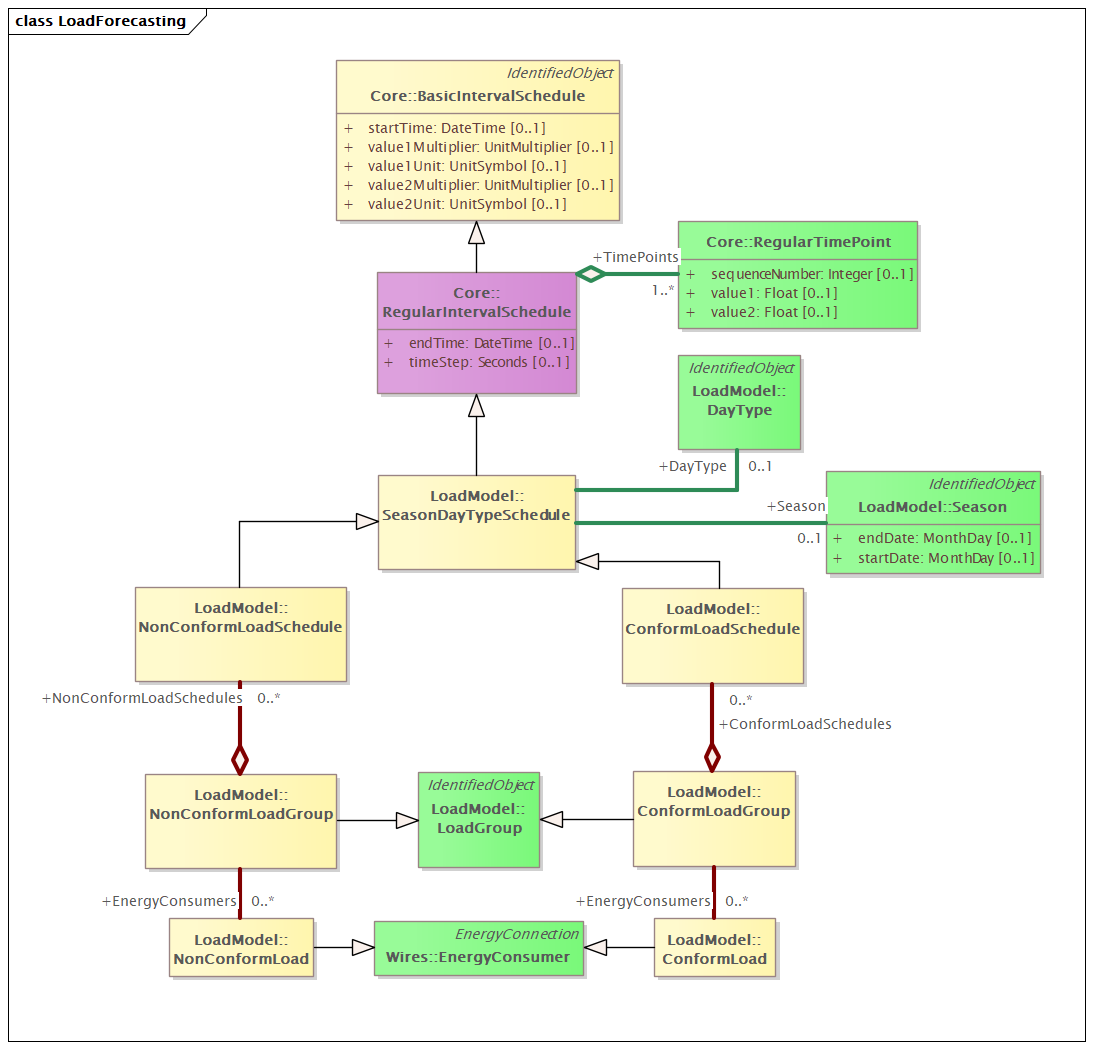 class LoadForecasting
IdentifiedObject
Core::BasicIntervalSchedule
+ startTime: DateTime [0..1]
+ value1Multiplier: UnitMultiplier [0..1]
+ value1Unit: UnitSymbol [0..1]
+ value2Multiplier: UnitMultiplier [0..1]
+ value2Unit: UnitSymbol [0..1]
Core::RegularTimePoint
+ sequenceNumber: Integer [0..1]
+ value1: Float [0..1]
+ value2: Float [0..1]
+TimePoints
1..*
Core::
RegularIntervalSchedule
+ endTime: DateTime [0..1]
+ timeStep: Seconds [0..1]
IdentifiedObject
LoadModel::
DayType
+DayType 0..1
LoadModel::
SeasonDayTypeSchedule
+Season
0..1
IdentifiedObject
LoadModel::Season
+ endDate: MonthDay [0..1]
+ startDate: MonthDay [0..1]
LoadModel::
NonConformLoadSchedule
LoadModel::
ConformLoadSchedule
+NonConformLoadSchedules 0..*
0..*
+ConformLoadSchedules
LoadModel::
NonConformLoadGroup
IdentifiedObject
LoadModel::
LoadGroup
LoadModel::
ConformLoadGroup
+EnergyConsumers 0..*
+EnergyConsumers 0..*
LoadModel::
NonConformLoad
EnergyConnection
Wires::EnergyConsumer
LoadModel::
ConformLoad